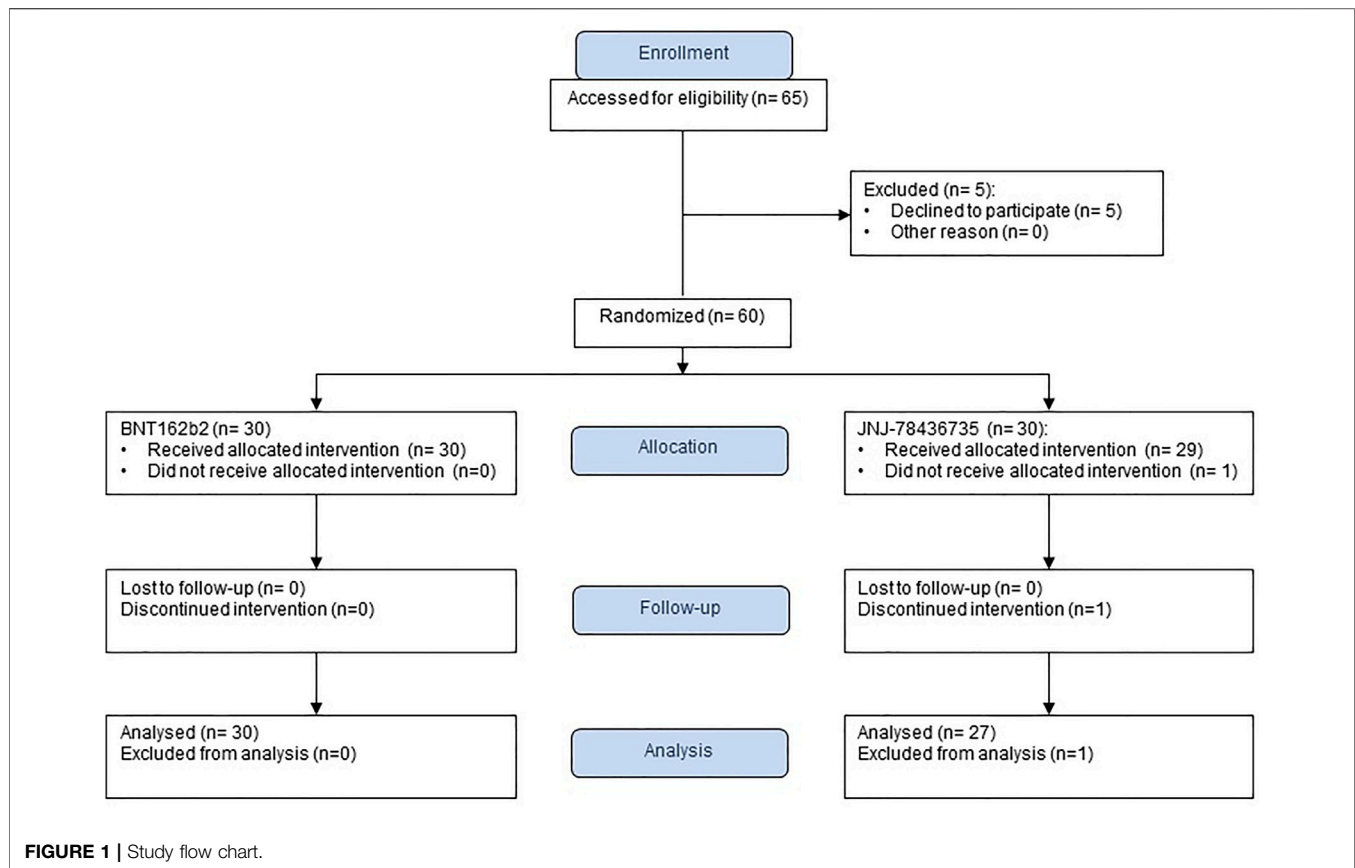 Enrollment
Accessed for eligibility (n= 65)
Excluded (n= 5):
• Declined to participate (n= 5)
• Other reason (n= 0)
Randomized (n= 60)
BNT162b2 (n= 30)
• Received allocated intervention (n= 30)
• Did not receive allocated intervention (n=0)
Allocation
JNJ-78436735 (n= 30):
• Received allocated intervention (n= 29)
• Did not receive allocated intervention (n= 1)
Lost to follow-up (n= 0)
Discontinued intervention (n=0)
Follow-up
Lost to follow-up (n= 0)
Discontinued intervention (n=1)
Analysed (n= 30)
Excluded from analysis (n=0)
Analysis
Analysed (n= 27)
Excluded from analysis (n=1)
FIGURE 1 | Study flow chart.